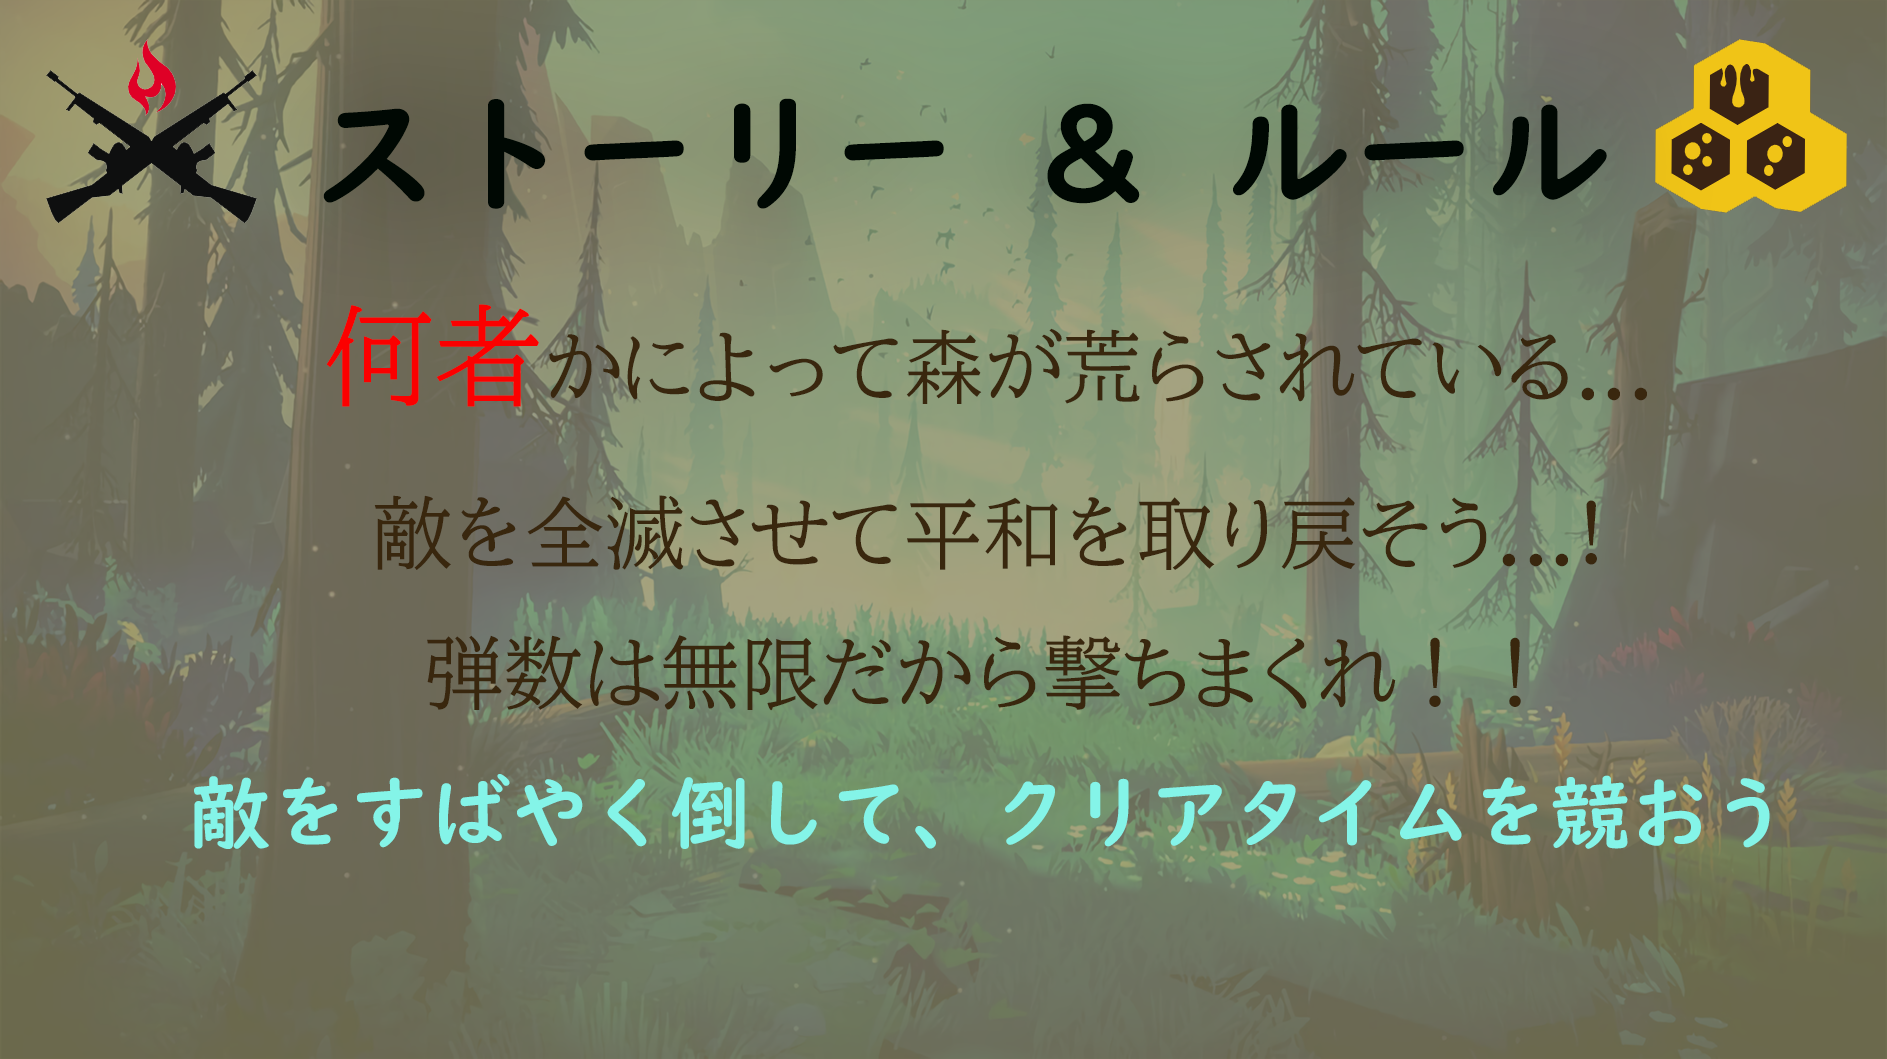 ストーリー & ルール
何者かによって森が荒らされている...
敵を全滅させて平和を取り戻そう...!
弾数は無限だから撃ちまくれ！！
敵をすばやく倒して、クリアタイムを競おう